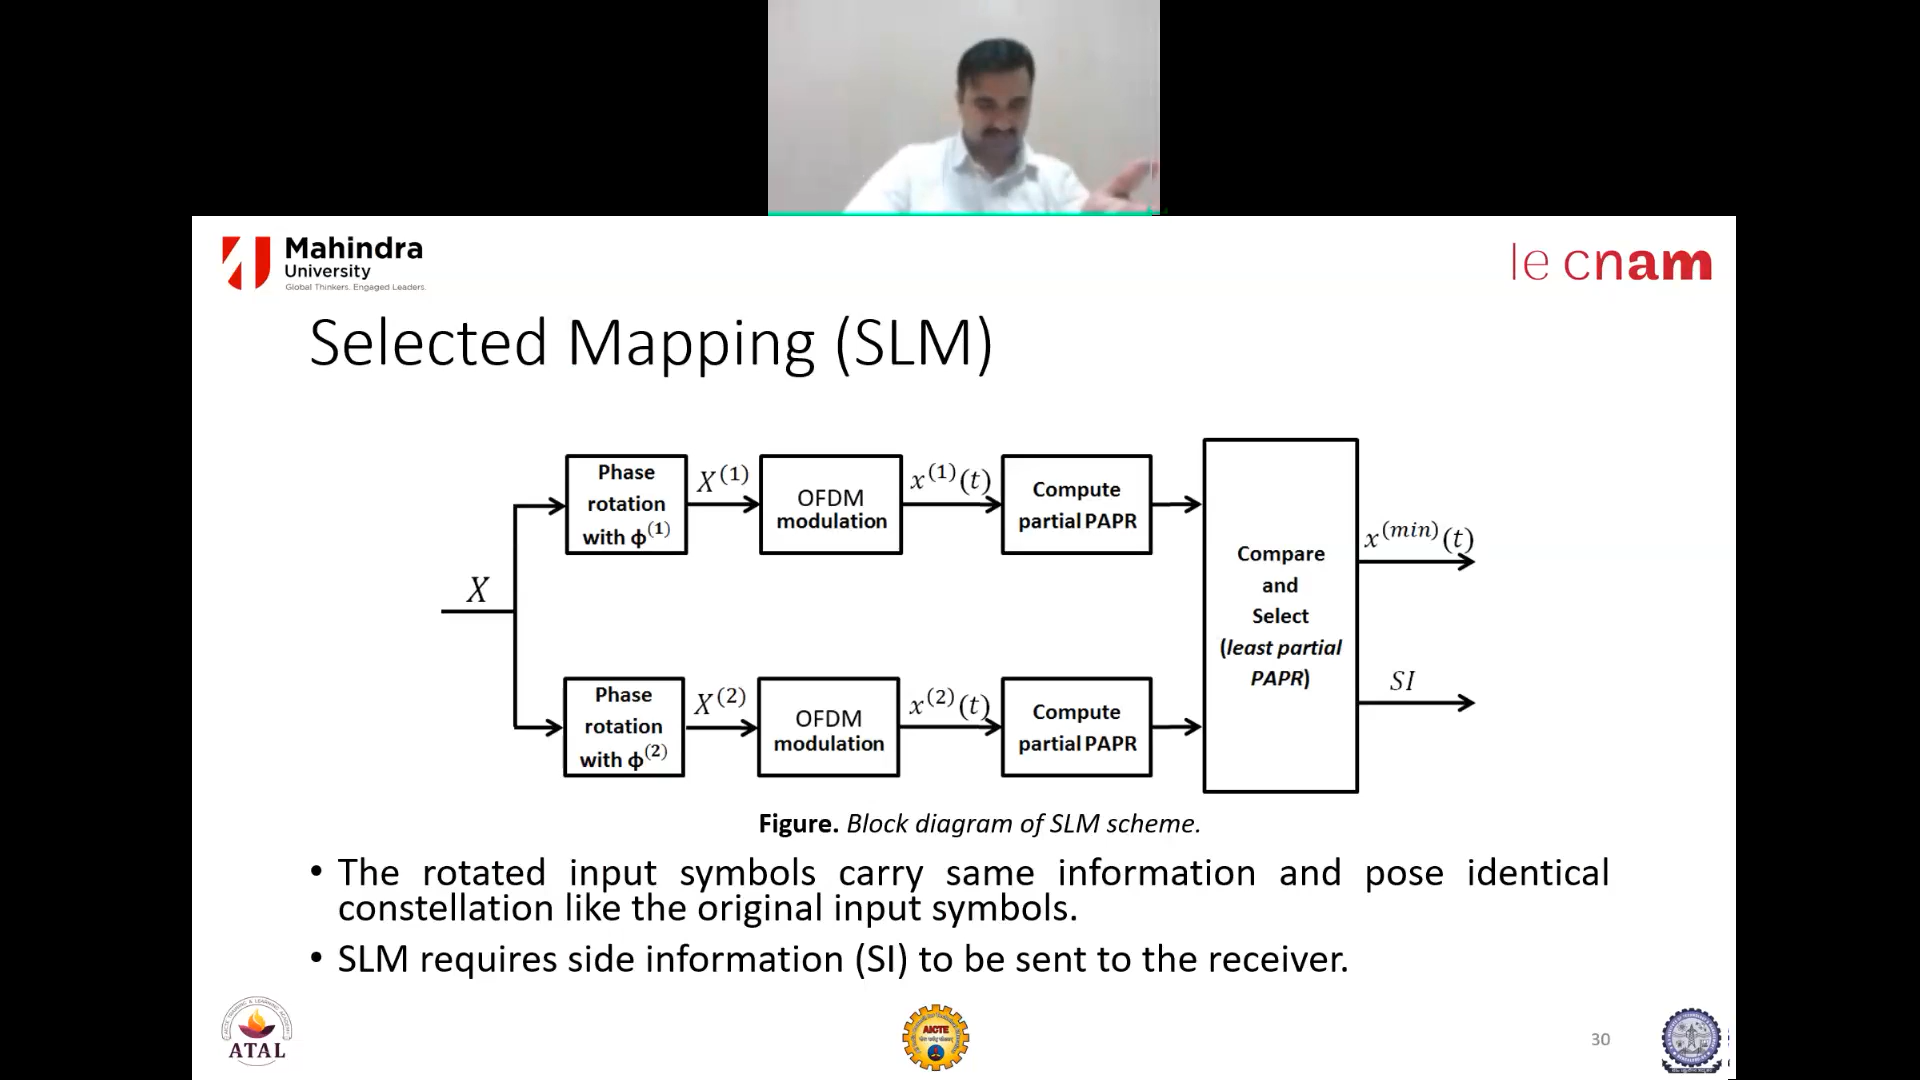 Mahindra
University
Global Thinkers. Engaged Leaders.
le cnam
Selected Mapping (SLM)
X
Phase
rotation
with ϕ⁽¹⁾
X⁽¹⁾
OFDM
modulation
x⁽¹⁾(t)
Compute
partial PAPR
Phase
rotation
with ϕ⁽²⁾
X⁽²⁾
OFDM
modulation
x⁽²⁾(t)
Compute
partial PAPR
Compare
and
Select
(least partial
PAPR)
x⁽ᵐⁱⁿ⁾(t)
SI
Figure. Block diagram of SLM scheme.
• The rotated input symbols carry same information and pose identical
constellation like the original input symbols.
• SLM requires side information (SI) to be sent to the receiver.
ATAL
AICTE
30